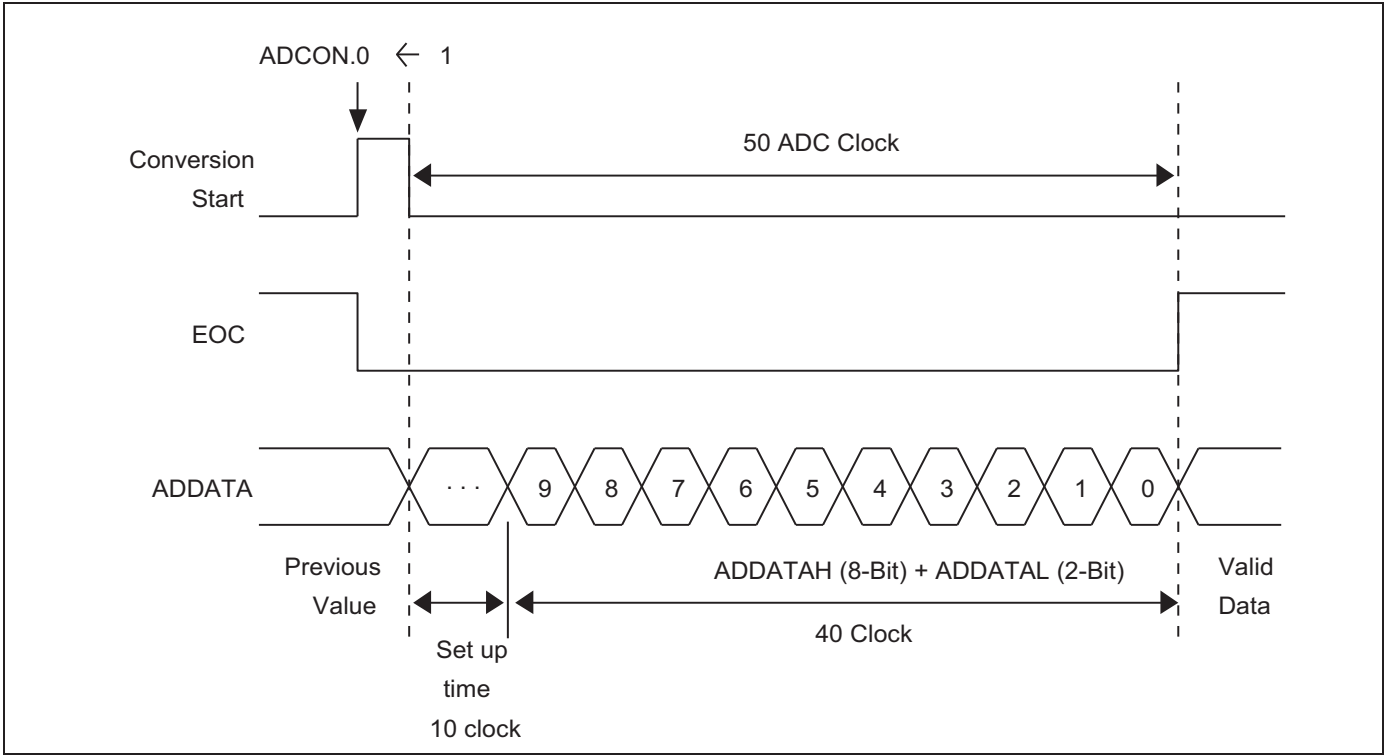 ADCON.0 ← 1
50 ADC Clock
Conversion
Start
EOC
ADDATA
· · ·
9
8
7
6
5
4
3
2
1
0
Previous
Value
ADDATAH (8-Bit) + ADDATAL (2-Bit)
Valid
Data
40 Clock
Set up
time
10 clock